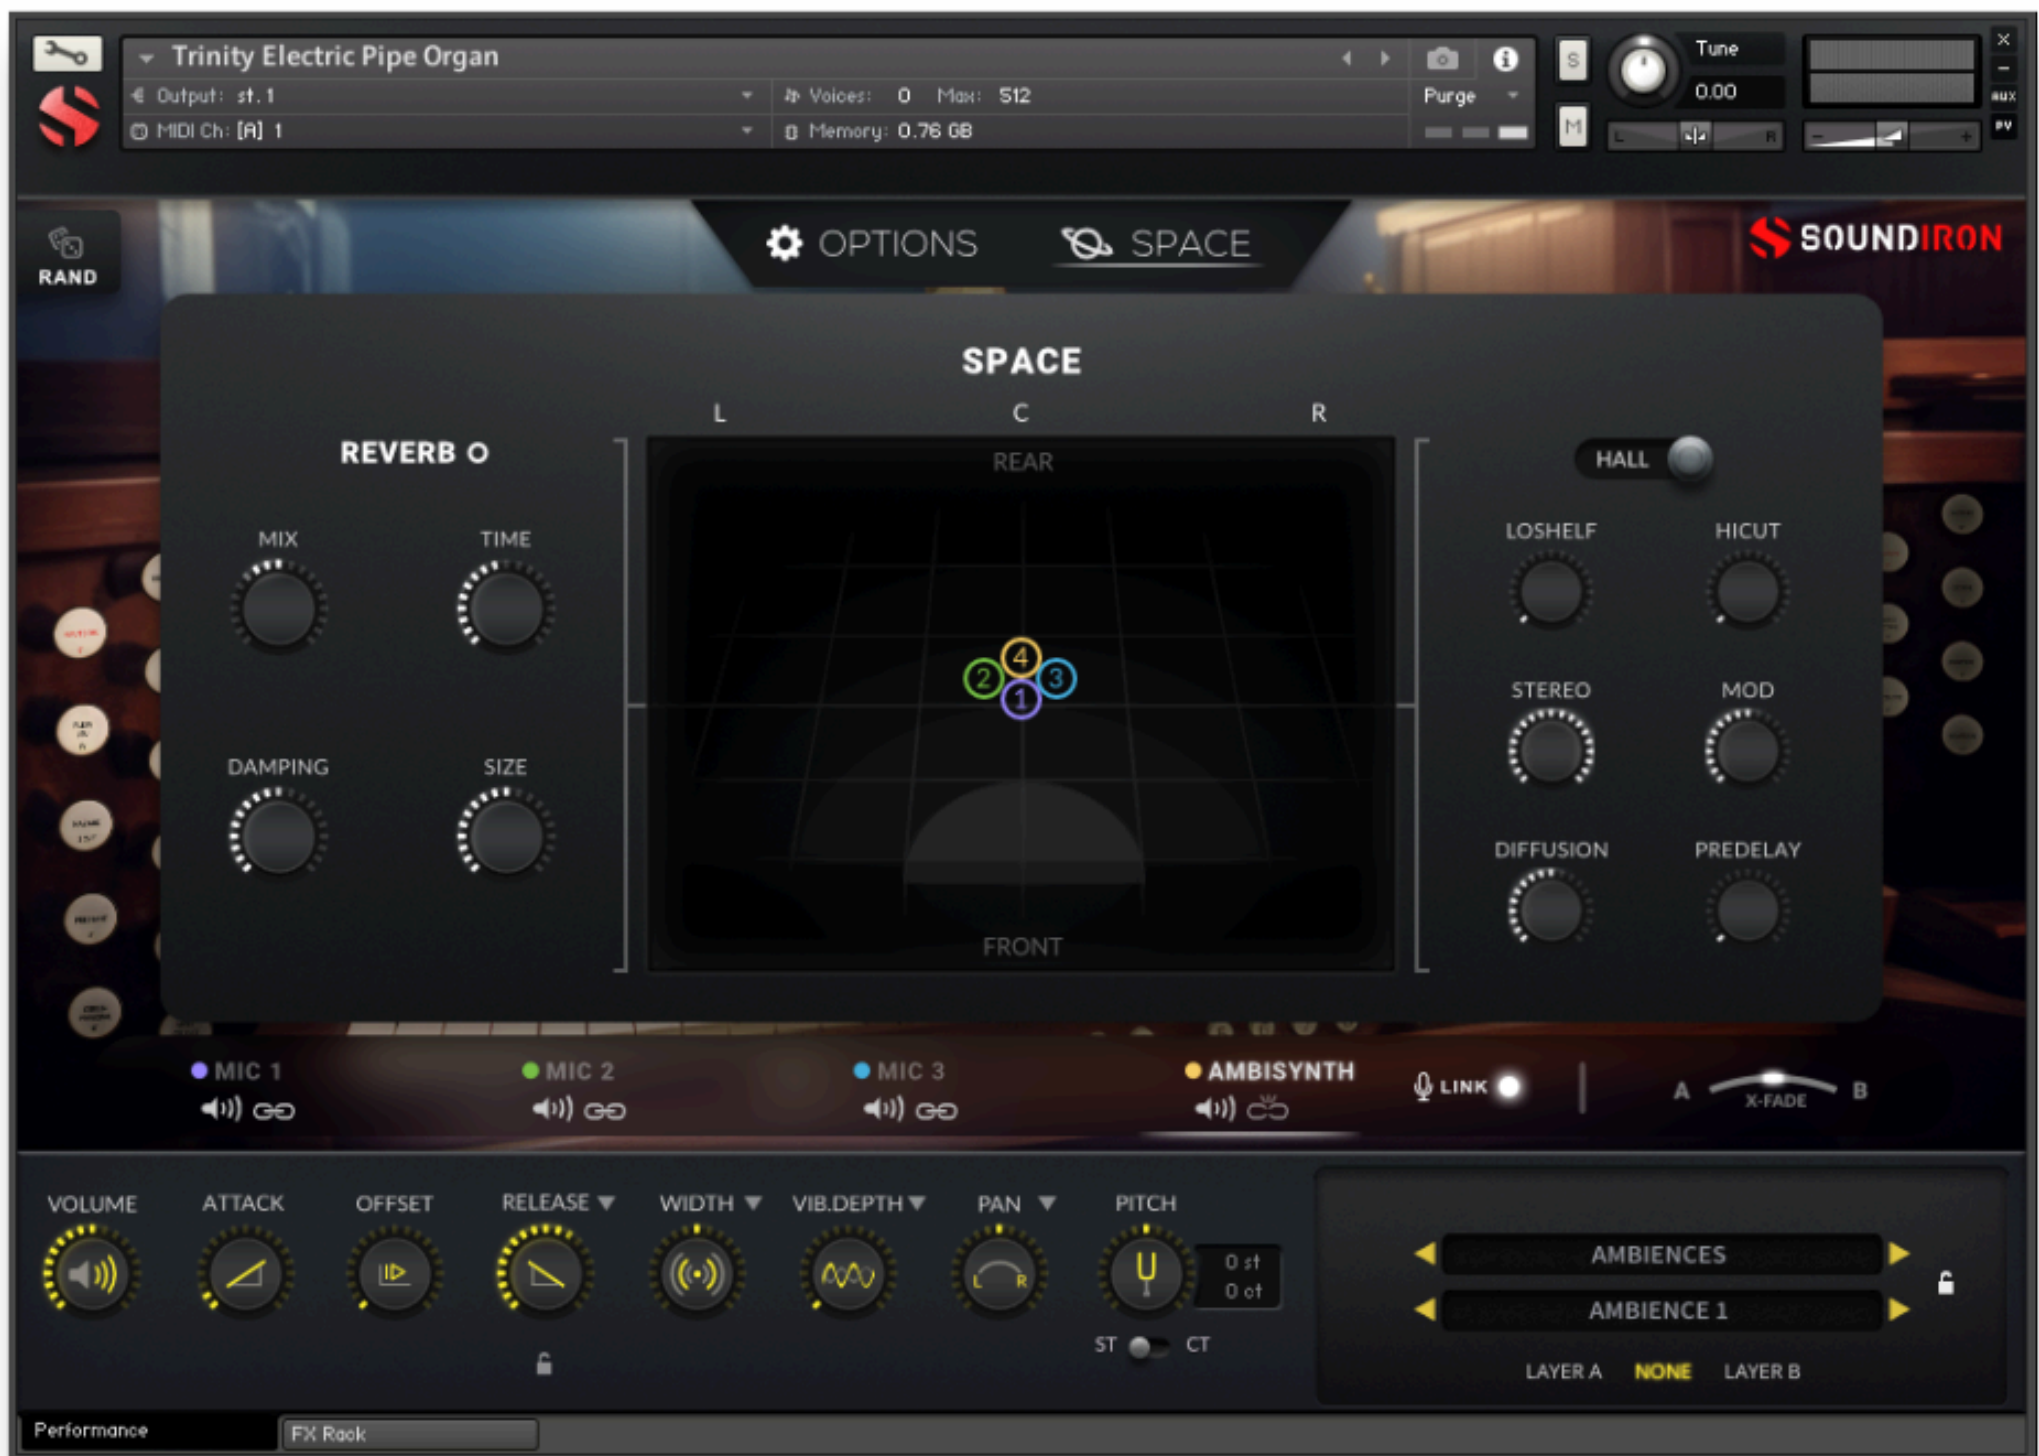 Trinity Electric Pipe Organ
Output: st.1
Voices: 0 Max: 512
Purge
MIDI Ch: [A] 1
Memory: 0.76 GB
S
M
Tune
0.00
L R
- +
X
-
AUX
PV
RAND
OPTIONS
SPACE
SOUNDIRON
SPACE
L C R
REVERB
REAR
HALL
MIX
TIME
LOSHELF
HICUT
4
2
3
1
STEREO
MOD
DAMPING
SIZE
DIFFUSION
PREDELAY
FRONT
MIC 1
MIC 2
MIC 3
AMBISYNTH
LINK
A
X-FADE
B
VOLUME
ATTACK
OFFSET
RELEASE
WIDTH
VIB.DEPTH
PAN
PITCH
L R
0 st
0 ct
ST
CT
AMBIENCES
AMBIENCE 1
LAYER A
NONE
LAYER B
Performance
FX Rack